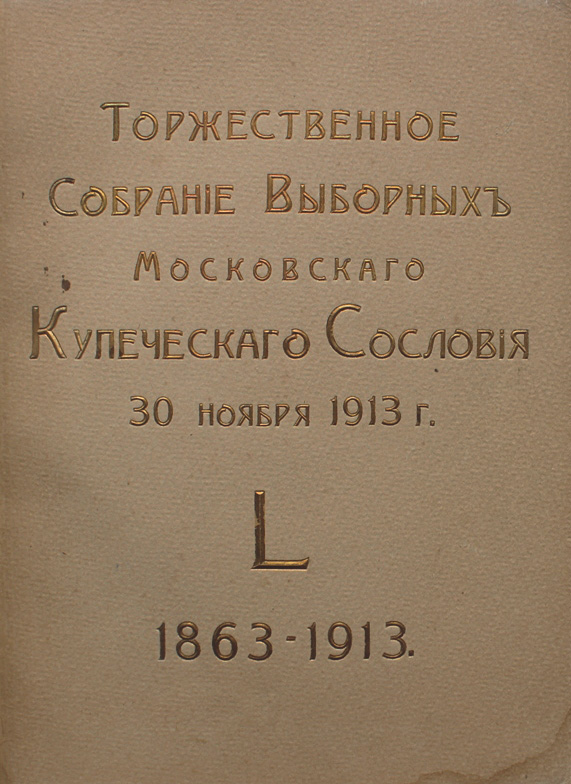 Торжественное
Собраніе Выборныхъ
Московскаго
Купеческаго Сословія
30 ноября 1913 г.
L
1863-1913.